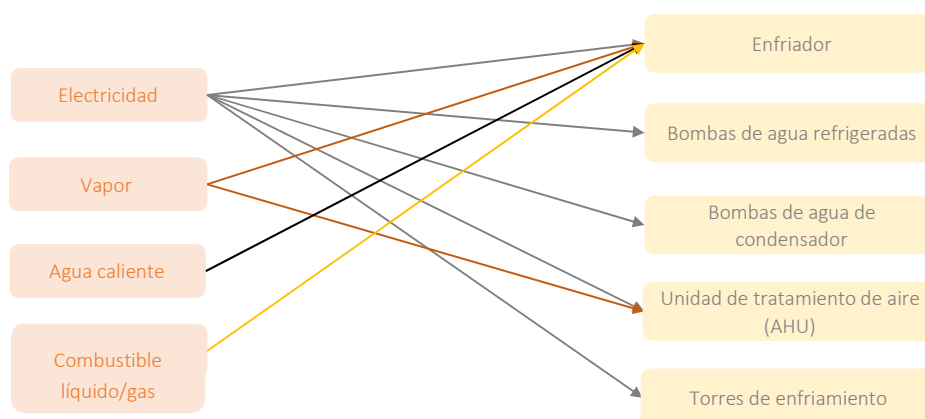 Electricidad
Vapor
Agua caliente
Combustible
líquido/gas
Enfriador
Bombas de agua refrigeradas
Bombas de agua de
condensador
Unidad de tratamiento de aire
(AHU)
Torres de enfriamiento